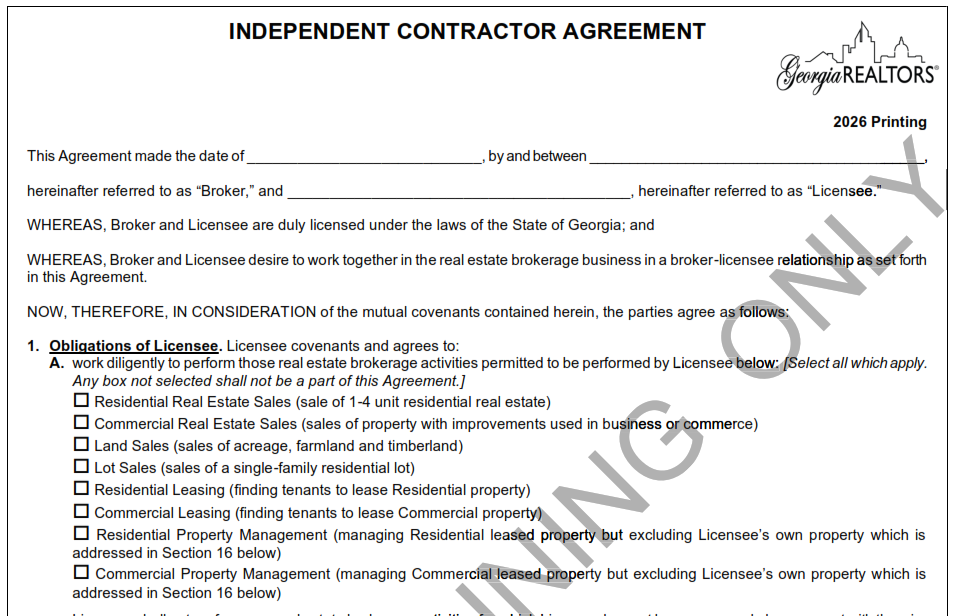 INDEPENDENT CONTRACTOR AGREEMENT
Georgia REALTORS®
2026 Printing
This Agreement made the date of ____________________________, by and between ________________________________________,
hereinafter referred to as “Broker,” and _________________________________________, hereinafter referred to as “Licensee.”
WHEREAS, Broker and Licensee are duly licensed under the laws of the State of Georgia; and
WHEREAS, Broker and Licensee desire to work together in the real estate brokerage business in a broker-licensee relationship as set forth
in this Agreement.
NOW, THEREFORE, IN CONSIDERATION of the mutual covenants contained herein, the parties agree as follows:
1. Obligations of Licensee. Licensee covenants and agrees to:
A. work diligently to perform those real estate brokerage activities permitted to be performed by Licensee below: [Select all which apply.
Any box not selected shall not be a part of this Agreement.]
☐ Residential Real Estate Sales (sale of 1-4 unit residential real estate)
☐ Commercial Real Estate Sales (sales of property with improvements used in business or commerce)
☐ Land Sales (sales of acreage, farmland and timberland)
☐ Lot Sales (sales of a single-family residential lot)
☐ Residential Leasing (finding tenants to lease Residential property)
☐ Commercial Leasing (finding tenants to lease Commercial property)
☐ Residential Property Management (managing Residential leased property but excluding Licensee’s own property which is
addressed in Section 16 below)
☐ Commercial Property Management (managing Commercial leased property but excluding Licensee’s own property which is
addressed in Section 16 below)
NING ONLY